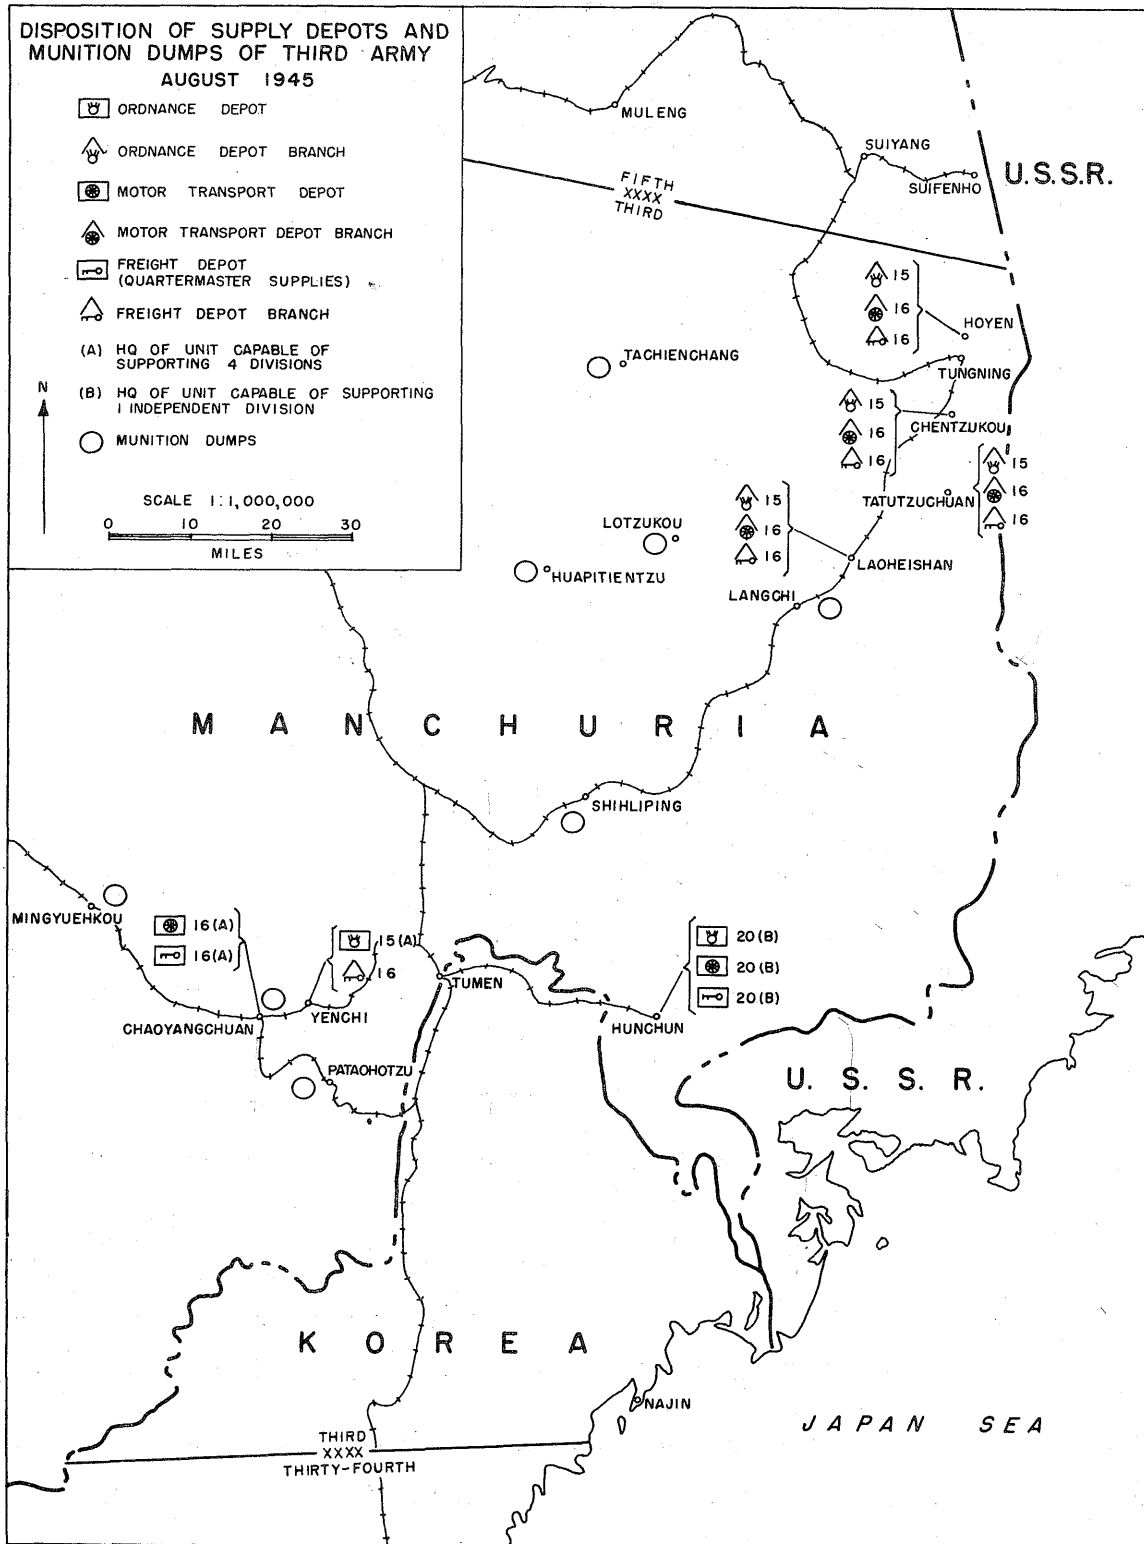 DISPOSITION OF SUPPLY DEPOTS AND
MUNITION DUMPS OF THIRD ARMY
AUGUST 1945
ORDNANCE DEPOT
ORDNANCE DEPOT BRANCH
MOTOR TRANSPORT DEPOT
MOTOR TRANSPORT DEPOT BRANCH
FREIGHT DEPOT
(QUARTERMASTER SUPPLIES)
FREIGHT DEPOT BRANCH
(A) HQ OF UNIT CAPABLE OF
SUPPORTING 4 DIVISIONS
(B) HQ OF UNIT CAPABLE OF SUPPORTING
1 INDEPENDENT DIVISION
MUNITION DUMPS
N
SCALE 1:1,000,000
0 10 20 30
MILES
MULENG
SUIYANG
SUIFENHO
U.S.S.R.
FIFTH
XXXX
THIRD
15
16
16
HOYEN
TACHIENCHANG
TUNGNING
15
16
16
CHENTZUKOU
TATUTZUCHUAN
15
16
16
LOTZUKOU
15
16
16
LAOHEISHAN
HUAPITIENTZU
LANGCHI
MANCHURIA
SHIHLIPING
MINGYUEHKOU
16(A)
16(A)
15(A)
16
20(B)
20(B)
20(B)
TUMEN
CHAOYANGCHUAN
YENCHI
HUNCHUN
PATAOHOTZU
U.S.S.R.
KOREA
NAJIN
JAPAN SEA
THIRD
XXXX
THIRTY-FOURTH